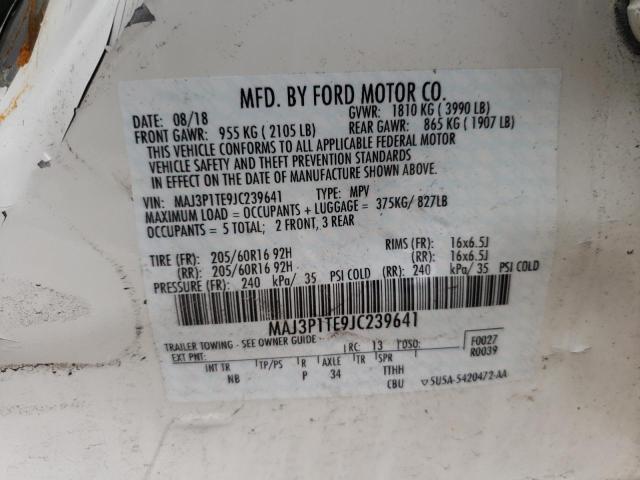 MFD. BY FORD MOTOR CO.
DATE: 08/18 GVWR: 1810 KG ( 3990 LB)
FRONT GAWR: 955 KG ( 2105 LB) REAR GAWR: 865 KG ( 1907 LB)
THIS VEHICLE CONFORMS TO ALL APPLICABLE FEDERAL MOTOR
VEHICLE SAFETY AND THEFT PREVENTION STANDARDS
IN EFFECT ON THE DATE OF MANUFACTURE SHOWN ABOVE.
VIN: MAJ3P1TE9JC239641 TYPE: MPV
MAXIMUM LOAD = OCCUPANTS + LUGGAGE = 375KG/ 827LB
OCCUPANTS = 5 TOTAL; 2 FRONT, 3 REAR
TIRE (FR): 205/60R16 92H RIMS (FR): 16x6.5J
(RR): 205/60R16 92H (RR): 16x6.5J
PRESSURE (FR): 240 kPa/ 35 PSI COLD (RR): 240 kPa/ 35 PSI COLD
MAJ3P1TE9JC239641
TRAILER TOWING - SEE OWNER GUIDE - F0027
EXT PNT: RC: 13 DSO: R0039
INT TR TP/PS R AXLE TR SPR
NB P 34 TTHH
CBU ▽5U5A-5420472-AA